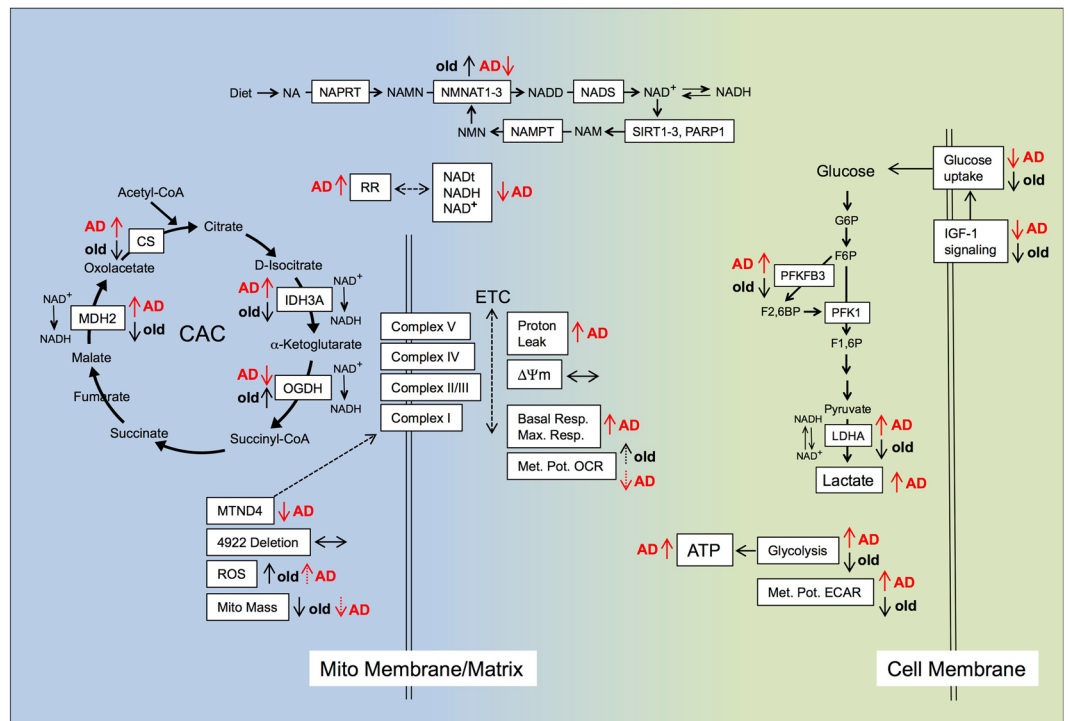 old AD
Diet NA NAPRT NAMN NMNAT1-3 NADD NADS NAD+ NADH
NMN NAMPT NAM SIRT1-3, PARP1
AD RR
NADt
NADH
NAD+
AD
Acetyl-CoA
Citrate
AD
old
CS
Oxolacetate
D-Isocitrate
AD
old
IDH3A
NAD+
NADH
NAD+
NADH
MDH2
AD
old
CAC
α-Ketoglutarate
Malate
AD
old
OGDH
NAD+
NADH
Fumarate
Succinate
Succinyl-CoA
ETC
Complex V
Complex IV
Complex II/III
Complex I
Proton
Leak
AD
ΔΨm
Basal Resp.
Max. Resp.
AD
Met. Pot. OCR
old
AD
MTND4 AD
4922 Deletion
ROS old AD
Mito Mass old AD
Glucose
Glucose
uptake
AD
old
IGF-1
signaling
AD
old
G6P
F6P
AD
old
PFKFB3
F2,6BP PFK1
F1,6P
Pyruvate
NADH
NAD+
LDHA
AD
old
Lactate AD
AD ATP Glycolysis
AD
old
Met. Pot. ECAR
AD
old
Mito Membrane/Matrix
Cell Membrane